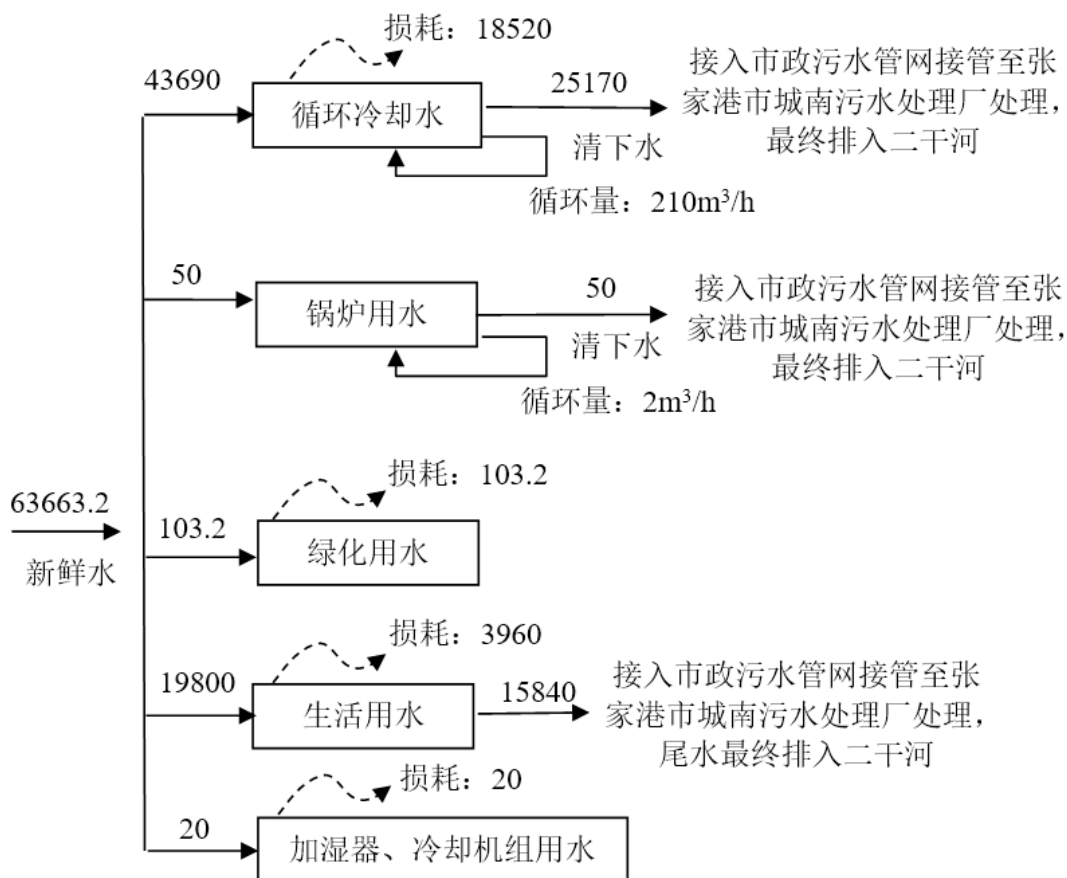 损耗：18520
43690
循环冷却水
25170
清下水
循环量：210m³/h
接入市政污水管网接管至张
家港市城南污水处理厂处理，
最终排入二干河
50
锅炉用水
50
清下水
循环量：2m³/h
接入市政污水管网接管至张
家港市城南污水处理厂处理，
最终排入二干河
63663.2
新鲜水
损耗：103.2
103.2
绿化用水
损耗：3960
19800
生活用水
15840
接入市政污水管网接管至张
家港市城南污水处理厂处理，
尾水最终排入二干河
损耗：20
20
加湿器、冷却机组用水